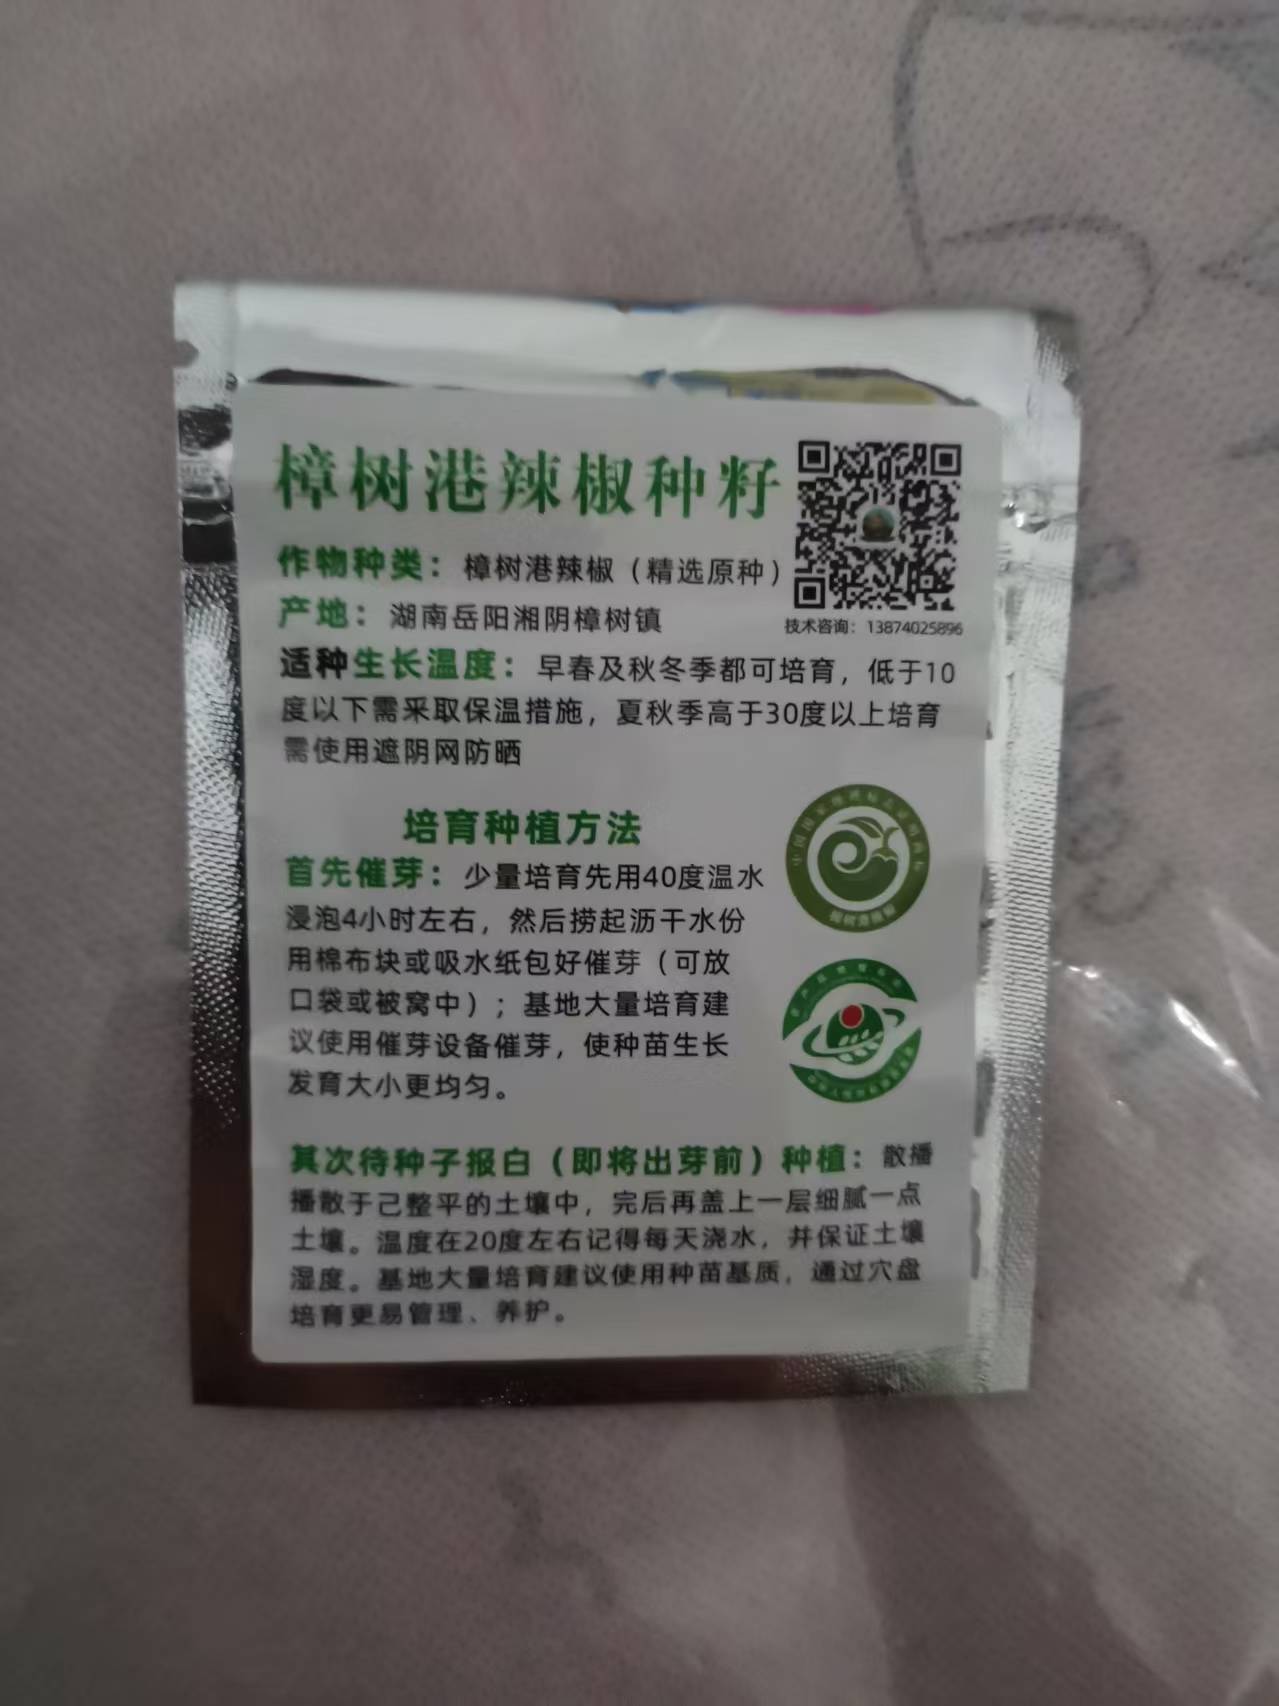 樟树港辣椒种籽
作物种类：樟树港辣椒（精选原种）
产地：湖南岳阳湘阴樟树镇
技术咨询：13874025896
适种生长温度：早春及秋冬季都可培育，低于10
度以下需采取保温措施，夏秋季高于30度以上培育
需使用遮阴网防晒
培育种植方法
首先催芽：少量培育先用40度温水
浸泡4小时左右，然后捞起沥干水份
用棉布块或吸水纸包好催芽（可放
口袋或被窝中）；基地大量培育建
议使用催芽设备催芽，使种苗生长
发育大小更均匀。
樟树港辣椒
其次待种子报白（即将出芽前）种植：散播
播散于己整平的土壤中，完后再盖上一层细腻一点
土壤。温度在20度左右记得每天浇水，并保证土壤
湿度。基地大量培育建议使用种苗基质，通过穴盘
培育更易管理、养护。